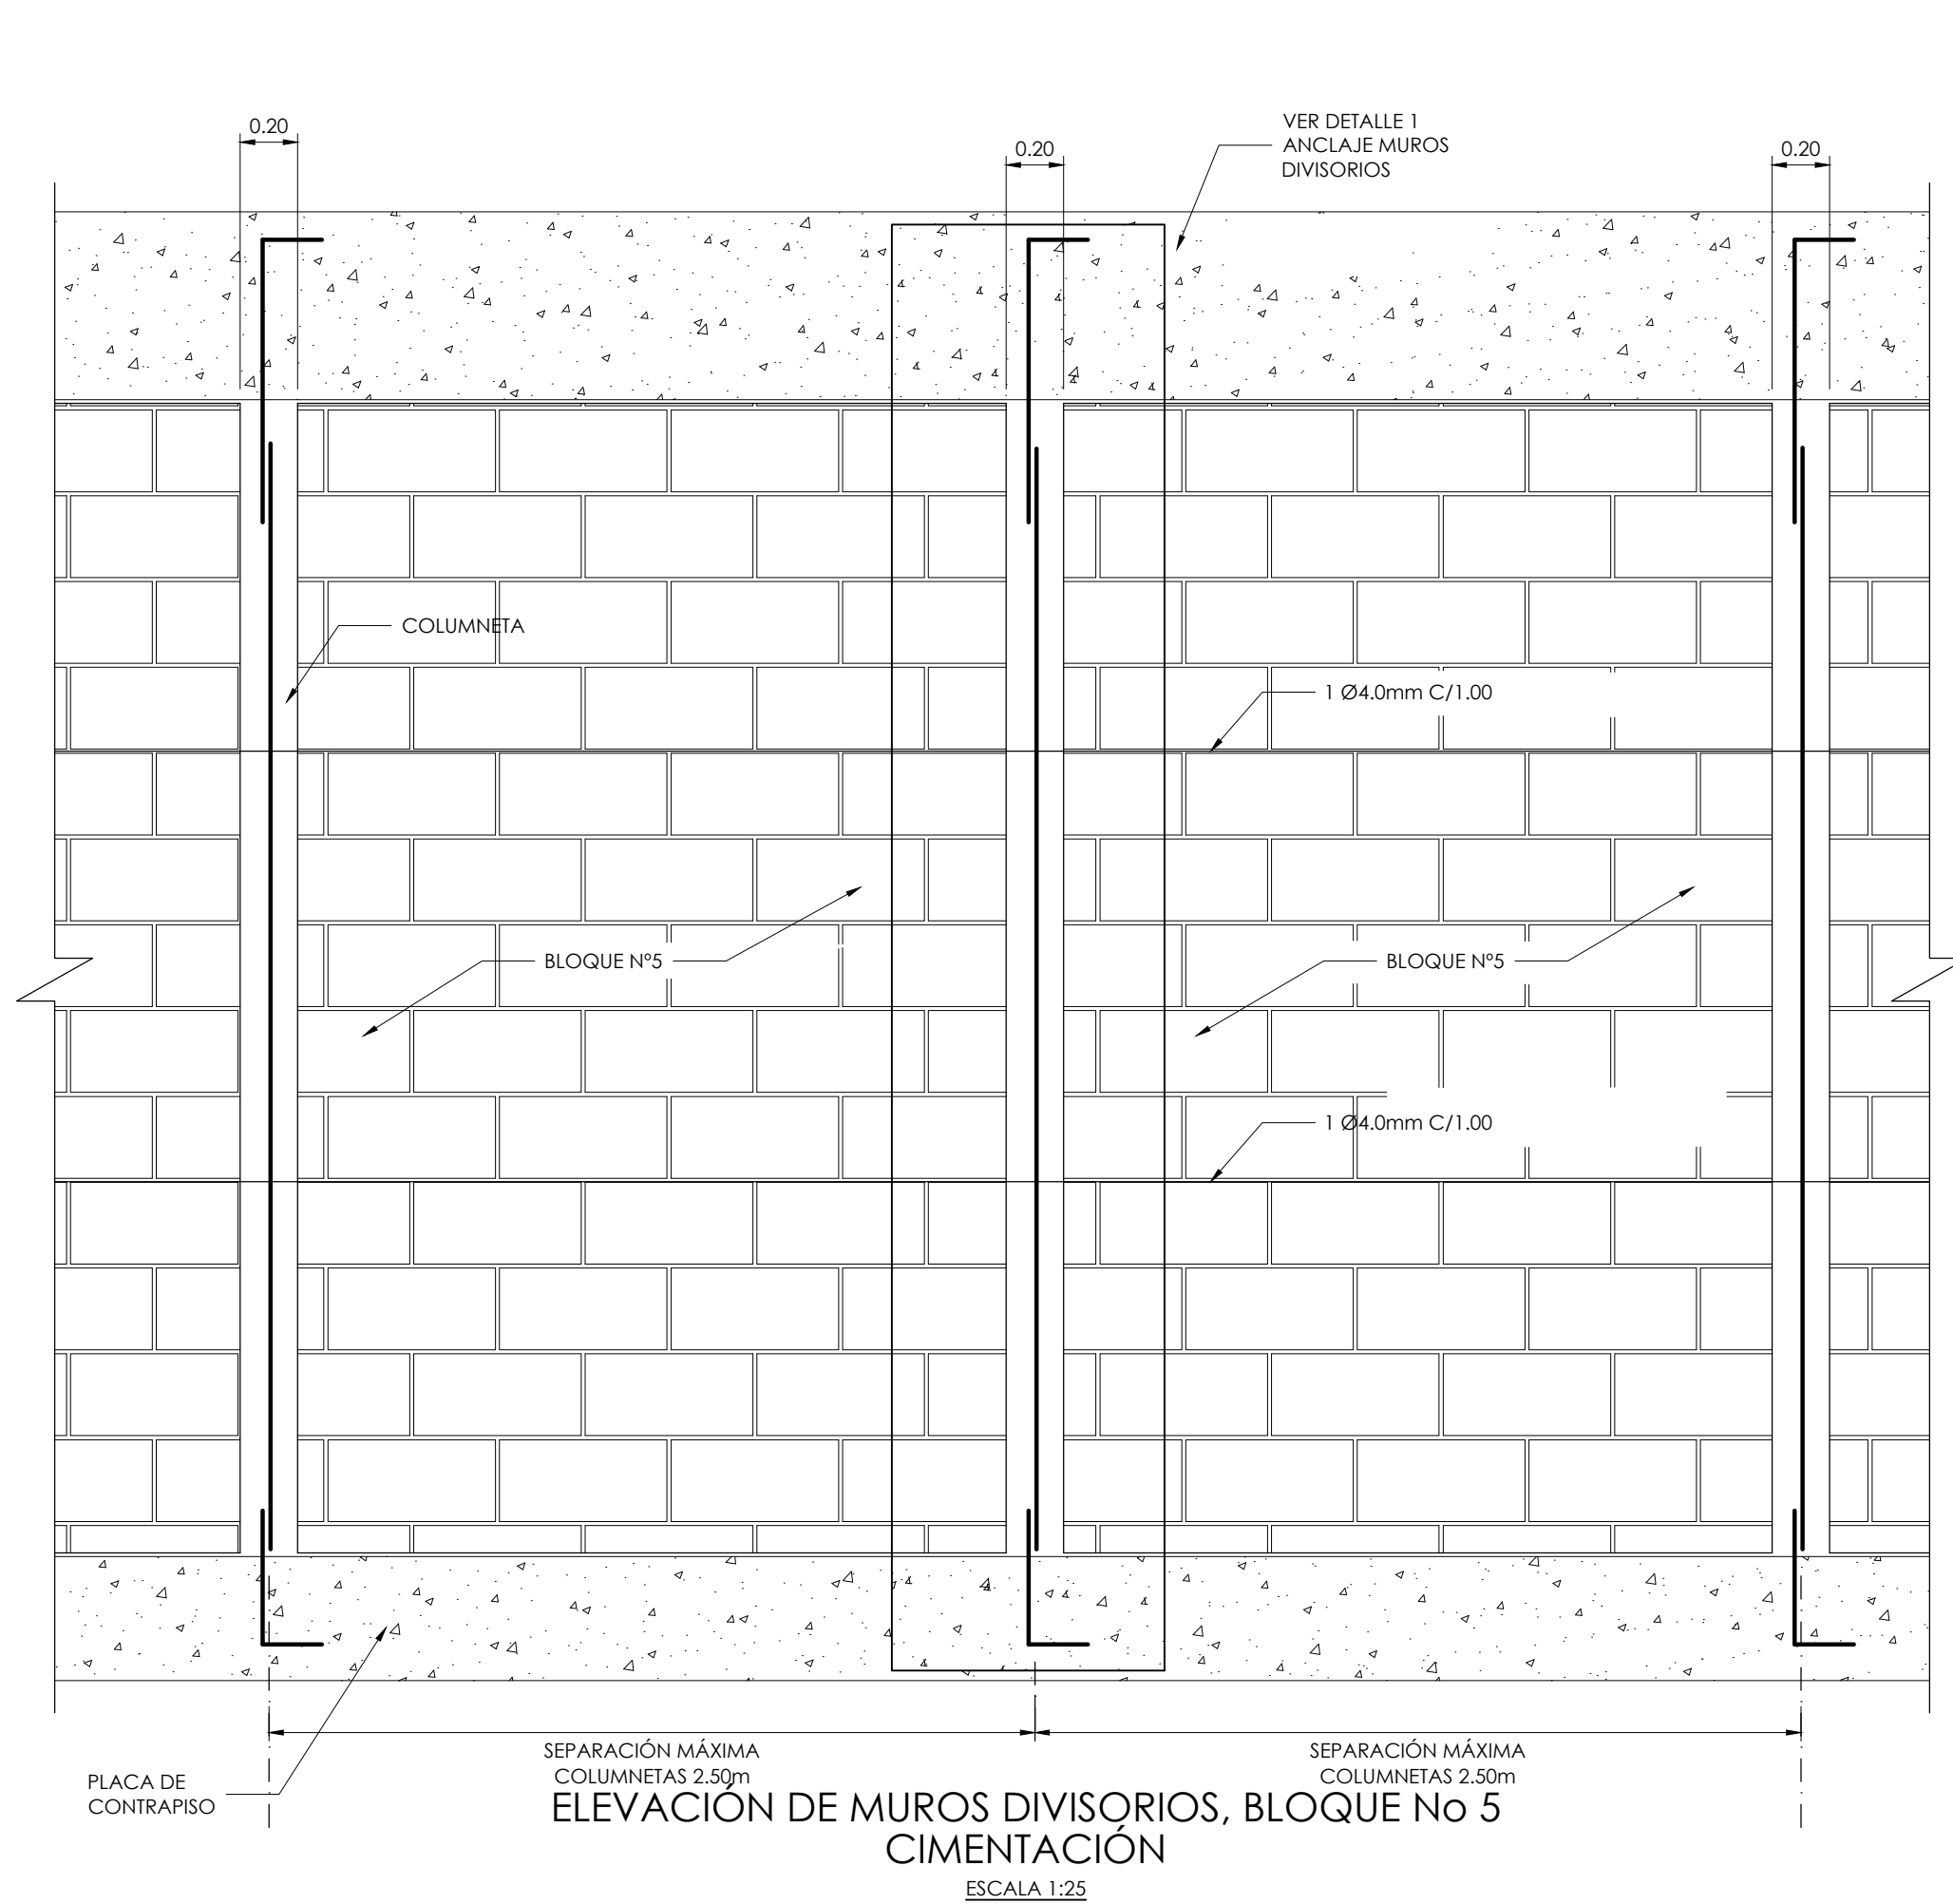 0.20
0.20
0.20
VER DETALLE 1
ANCLAJE MUROS
DIVISORIOS
COLUMNETA
1 Ø4.0mm C/1.00
BLOQUE Nº5
BLOQUE Nº5
1 Ø4.0mm C/1.00
SEPARACIÓN MÁXIMA
COLUMNETAS 2.50m
SEPARACIÓN MÁXIMA
COLUMNETAS 2.50m
PLACA DE
CONTRAPISO
ELEVACIÓN DE MUROS DIVISORIOS, BLOQUE No 5
CIMENTACIÓN
ESCALA 1:25